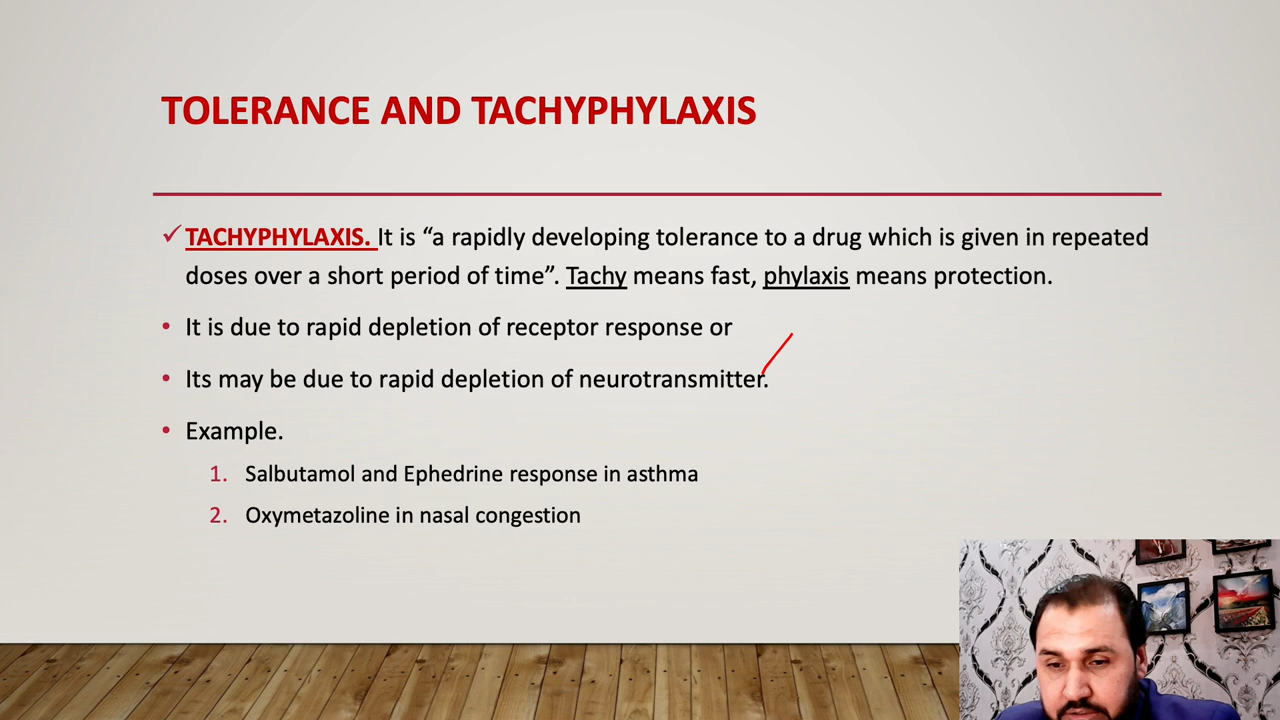 TOLERANCE AND TACHYPHYLAXIS
✓ TACHYPHYLAXIS. It is “a rapidly developing tolerance to a drug which is given in repeated
doses over a short period of time”. Tachy means fast, phylaxis means protection.
• It is due to rapid depletion of receptor response or
• Its may be due to rapid depletion of neurotransmitter.
• Example.
1. Salbutamol and Ephedrine response in asthma
2. Oxymetazoline in nasal congestion